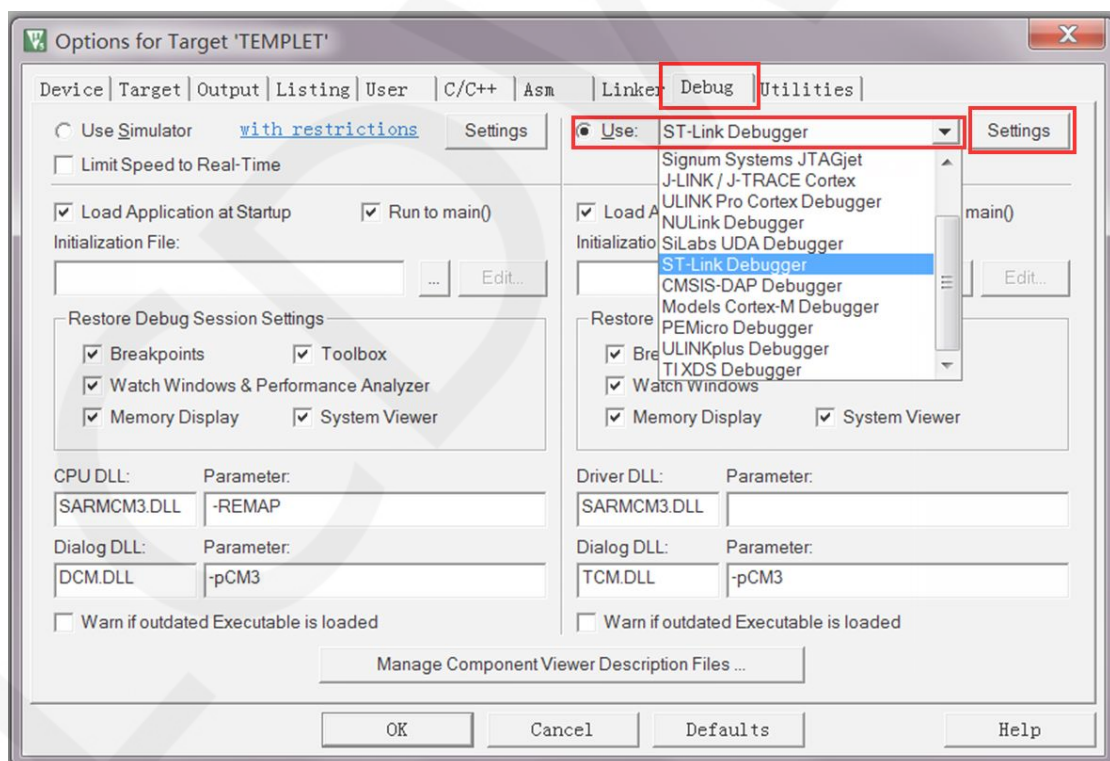 Options for Target 'TEMPLET'
Device Target Output Listing User C/C++ Asm Linker Debug Utilities
Use Simulator with restrictions Settings
Limit Speed to Real-Time
Load Application at Startup Run to main()
Initialization File:
... Edit...
Restore Debug Session Settings
Breakpoints Toolbox
Watch Windows & Performance Analyzer
Memory Display System Viewer
CPU DLL: Parameter:
SARMCM3.DLL -REMAP
Dialog DLL: Parameter:
DCM.DLL -pCM3
Warn if outdated Executable is loaded
Use: ST-Link Debugger Settings
Signum Systems JTAGjet
J-LINK / J-TRACE Cortex
ULINK Pro Cortex Debugger
NULink Debugger
SiLabs UDA Debugger
ST-Link Debugger
CMSIS-DAP Debugger
Models Cortex-M Debugger
PEMicro Debugger
ULINKplus Debugger
TI XDS Debugger
Load A main()
Initializatio
Edit...
Restore
Bre
Watch Windows
Memory Display System Viewer
Driver DLL: Parameter:
SARMCM3.DLL
Dialog DLL: Parameter:
TCM.DLL -pCM3
Warn if outdated Executable is loaded
Manage Component Viewer Description Files ...
OK Cancel Defaults Help